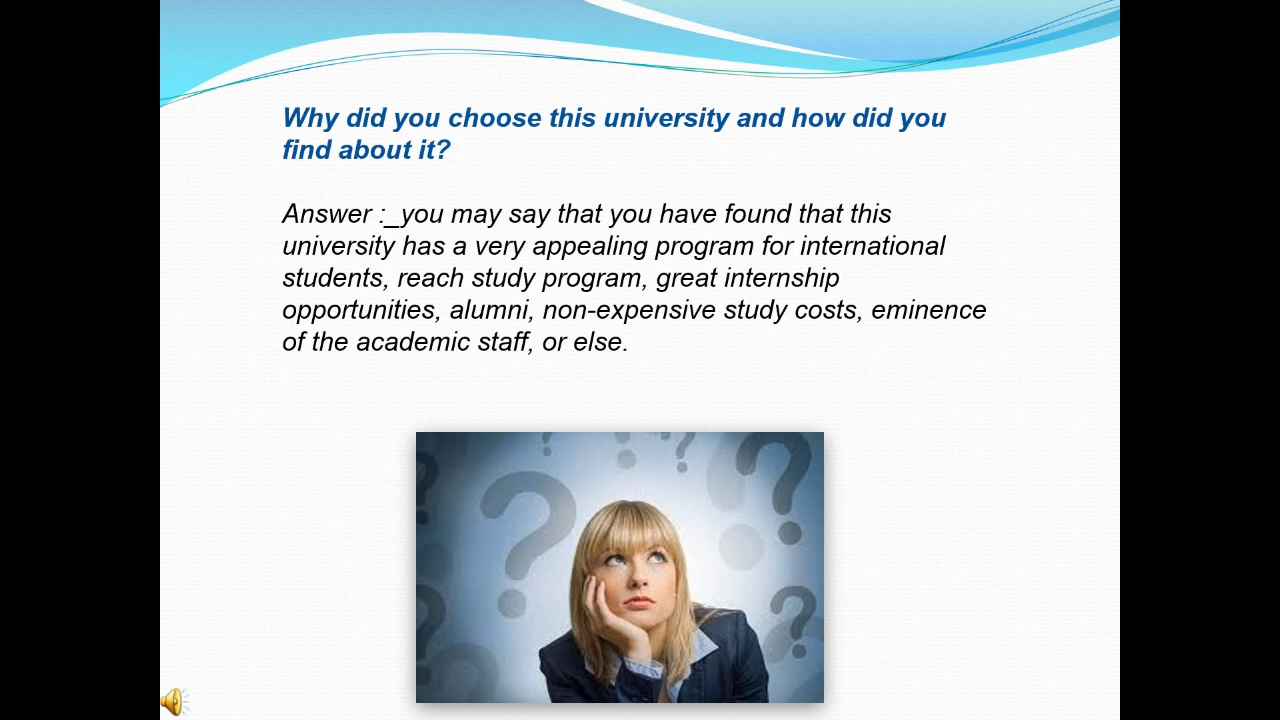 Why did you choose this university and how did you
find about it?
Answer :_you may say that you have found that this
university has a very appealing program for international
students, reach study program, great internship
opportunities, alumni, non-expensive study costs, eminence
of the academic staff, or else.